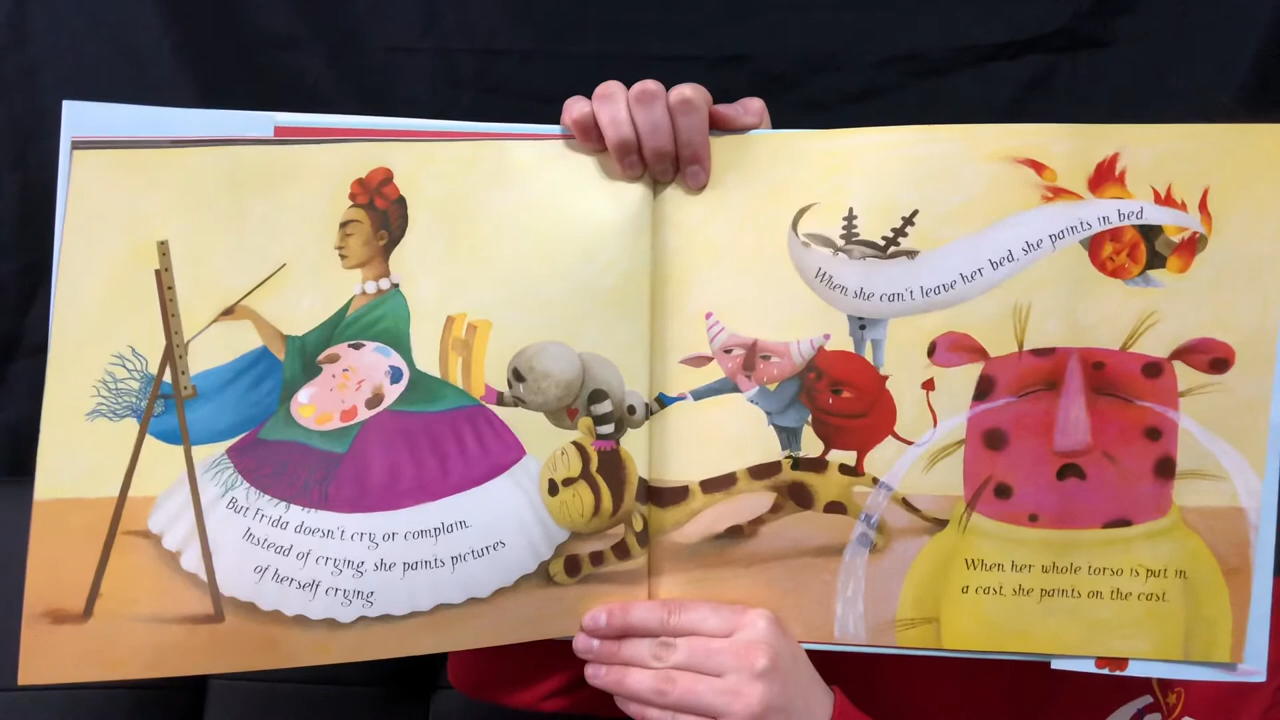 But Frida doesn't cry or complain.
Instead of crying, she paints pictures
of herself crying.
When she can't leave her bed, she paints in bed.
When her whole torso is put in
a cast, she paints on the cast.